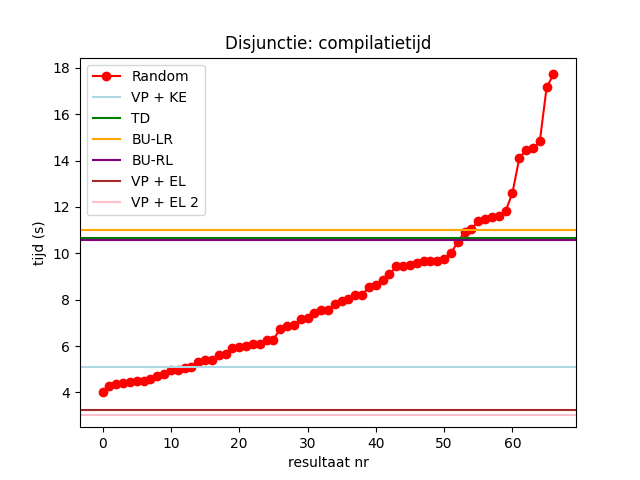 Disjunctie: compilatietijd
Random
VP + KE
TD
BU-LR
BU-RL
VP + EL
VP + EL 2
tijd (s)
18
16
14
12
10
8
6
4
0 10 20 30 40 50 60
resultaat nr